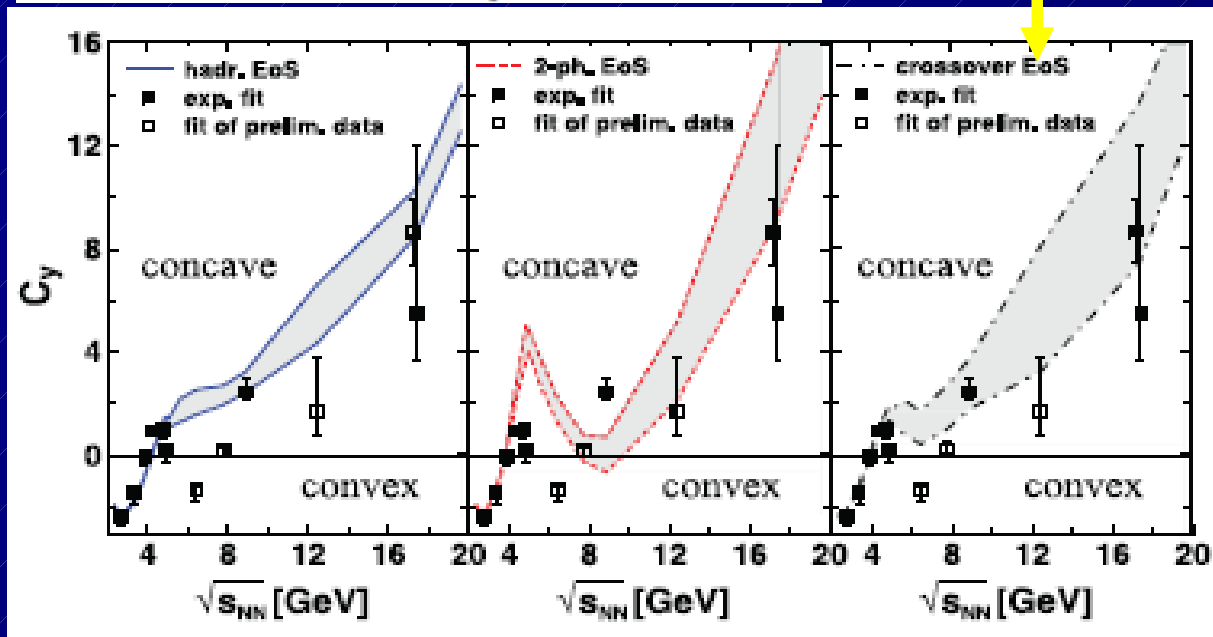 16
12
8
4
0
C_y
hadr. EoS
exp. fit
fit of prelim. data
concave
convex
4 8 12 16 20
√s_NN [GeV]
2-ph. EoS
exp. fit
fit of prelim. data
concave
convex
4 8 12 16 20
√s_NN [GeV]
crossover EoS
exp. fit
fit of prelim. data
concave
convex
4 8 12 16 20
√s_NN [GeV]